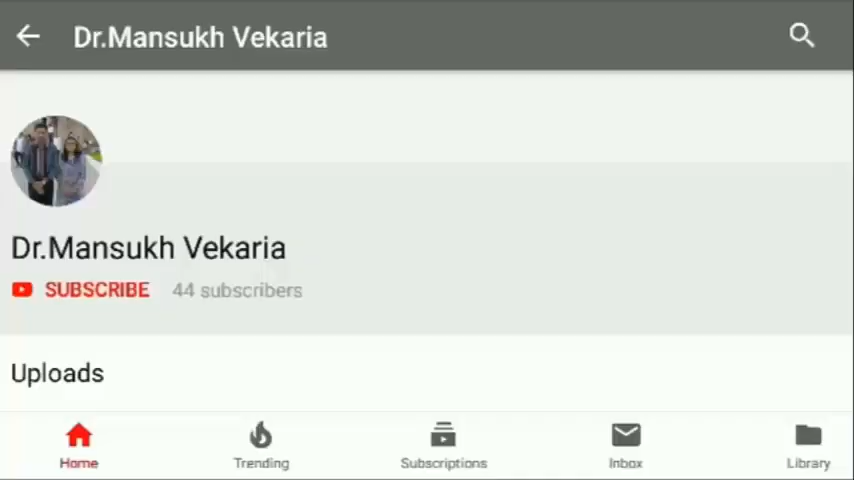 Dr.Mansukh Vekaria
Dr.Mansukh Vekaria
SUBSCRIBE 44 subscribers
Uploads
Home Trending Subscriptions Inbox Library